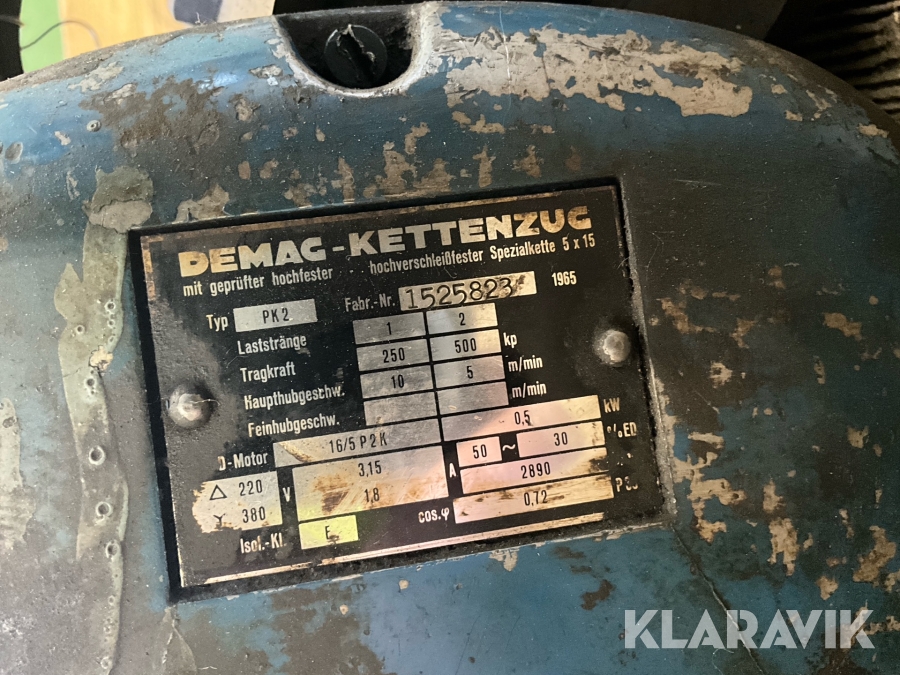 DEMAG-KETTENZUG
mit geprüfter hochfester hochverschleißfester Spezialkette 5 x 15
Typ PK 2 Fabr.-Nr. 1525823 1965
Laststränge 1 2
Tragkraft 250 500 kp
Haupthubgeschw. 10 5 m/min
Feinhubgeschw. m/min
D-Motor 16/5 P 2 K 0,5 kW
△ 220 V 3,15 A 50 ~ 30 % ED
Y 380 1,8 2890
Isol.-Kl. E cos.φ 0,72
KLARAVIK